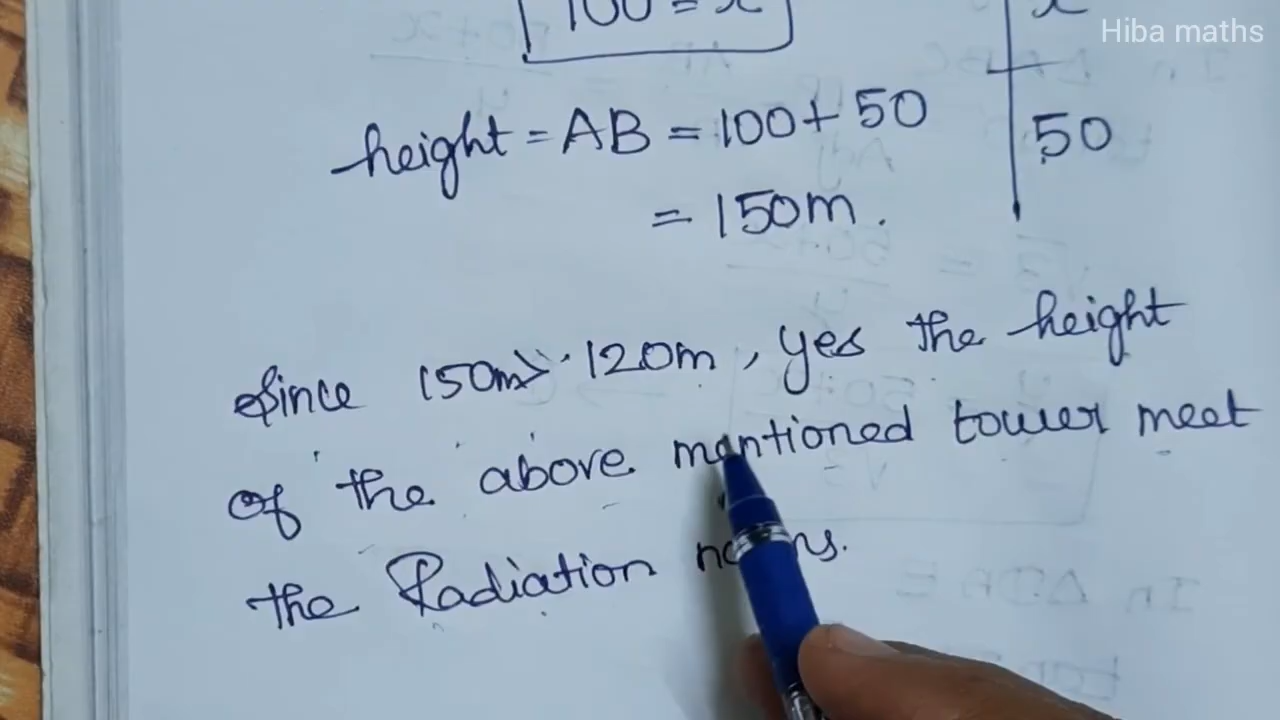 100 = x
x
Hiba maths
height = AB = 100 + 50
50
= 150m.
Since 150m > 120m, yes the height
of the above mentioned tower meet
the Radiation